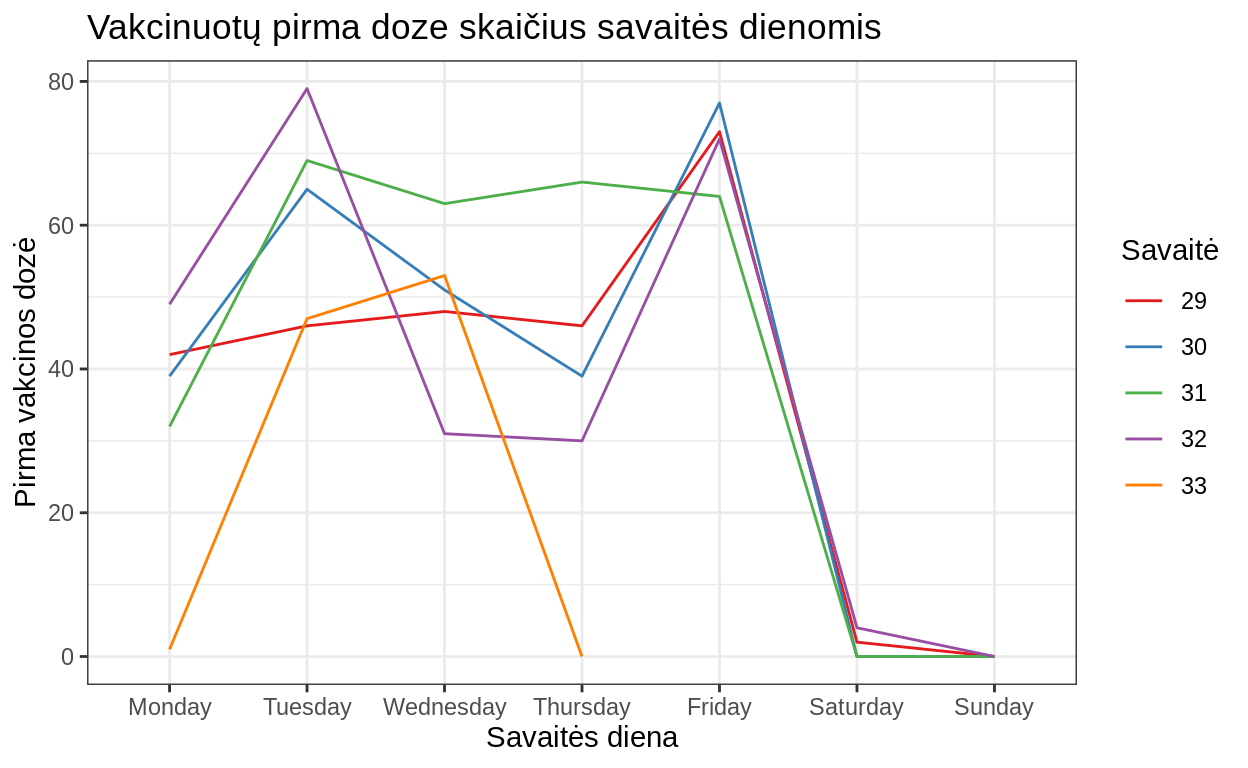 Vakcinuotų pirma doze skaičius savaitės dienomis
80
60
40
20
0
Pirma vakcinos dozė
Monday Tuesday Wednesday Thursday Friday Saturday Sunday
Savaitės diena
Savaitė
29
30
31
32
33